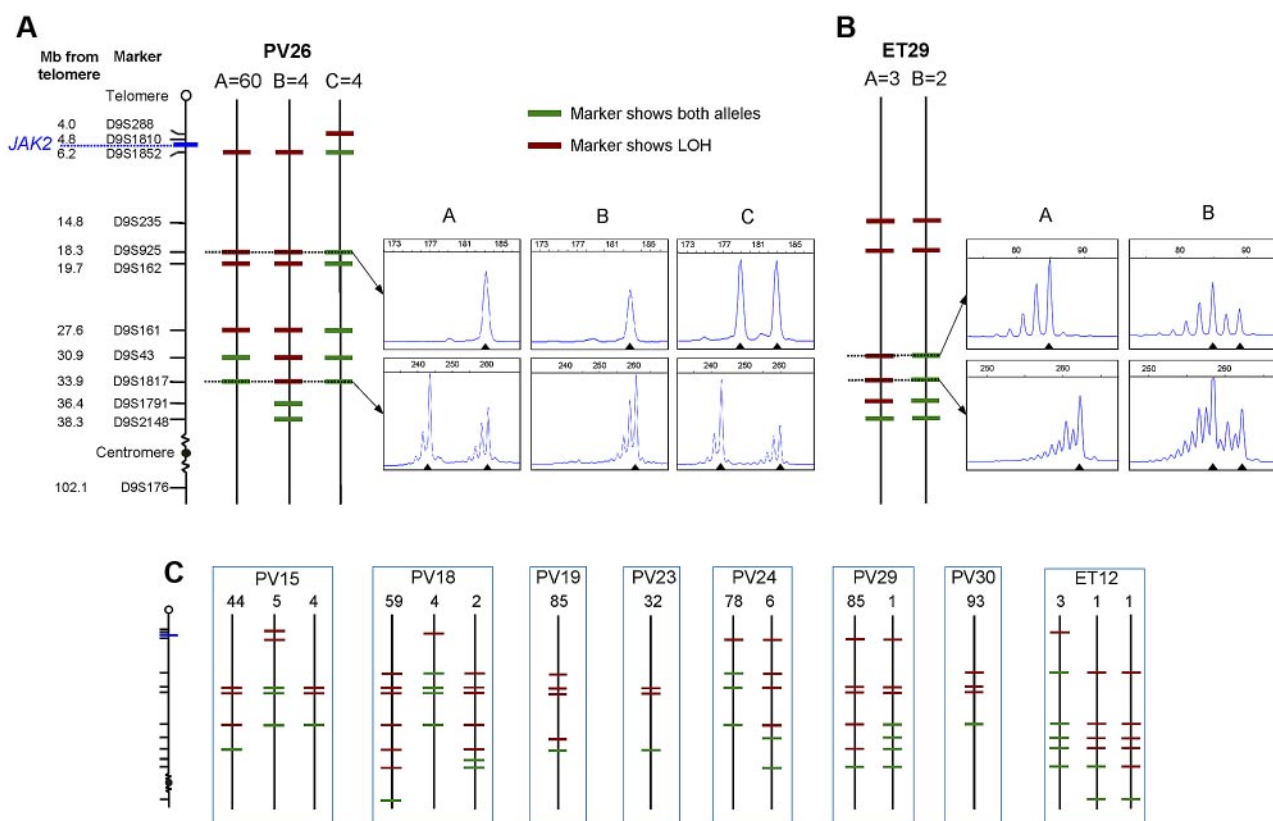 A
B
Mb from telomere
Marker
PV26
ET29
A=60 B=4 C=4
A=3 B=2
Telomere
Marker shows both alleles
Marker shows LOH
4.0 D9S288
4.8 D9S1810
JAK2
6.2 D9S1852
14.8 D9S235
18.3 D9S925
19.7 D9S162
27.6 D9S161
30.9 D9S43
33.9 D9S1817
36.4 D9S1791
38.3 D9S2148
Centromere
102.1 D9S176
A B C
173 177 181 185
173 177 181 185
173 177 181 185
240 250 260
240 250 260
240 250 260
A B
80 90
80 90
250 260
250 260
C
PV15 PV18 PV19 PV23 PV24 PV29 PV30 ET12
44 5 4 59 4 2 85 32 78 6 85 1 93 3 1 1